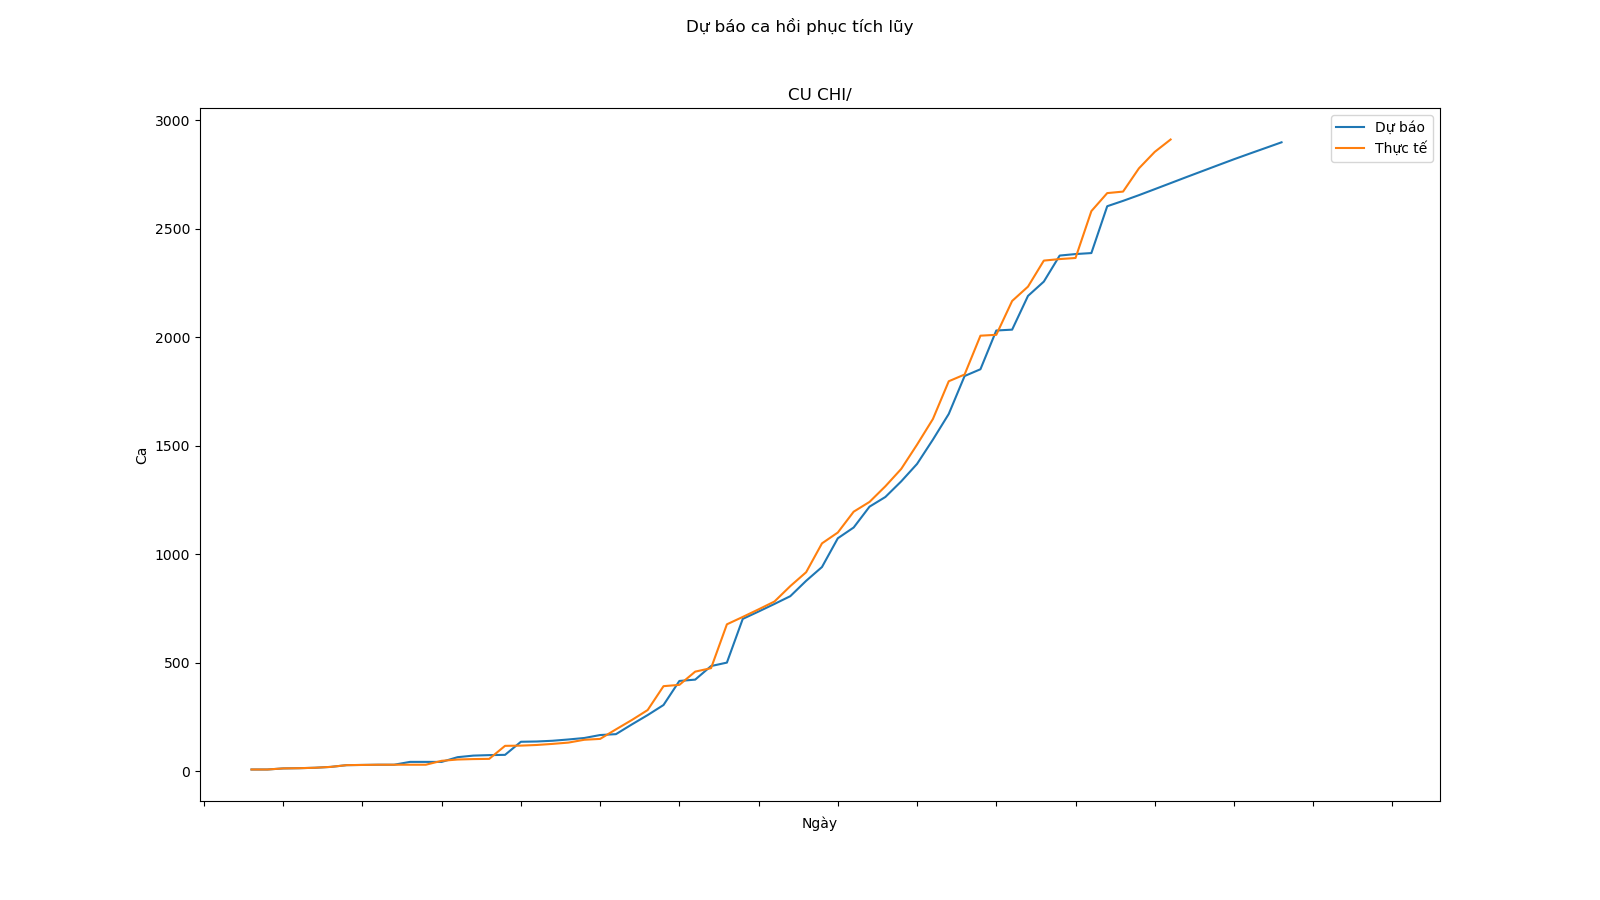 Dự báo ca hồi phục tích lũy
CU CHI/
Dự báo
Thực tế
3000
2500
2000
1500
1000
500
0
Ca
Ngày